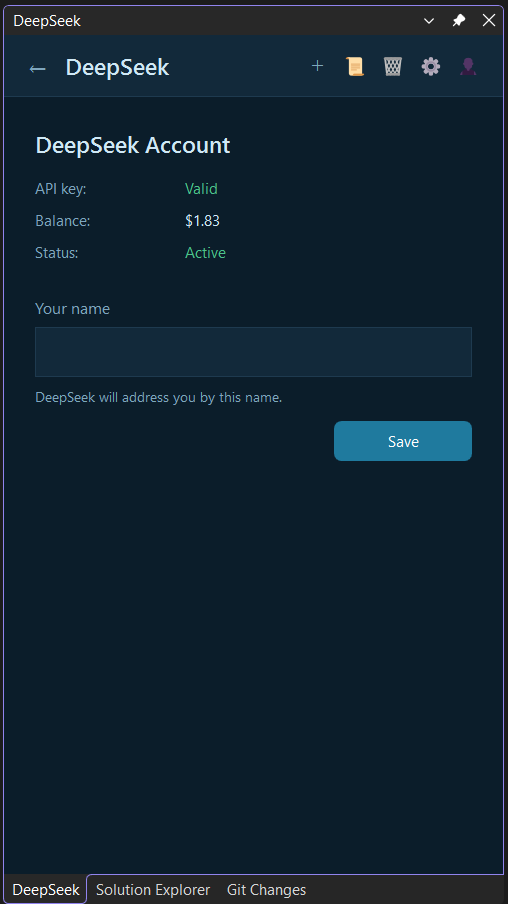 DeepSeek
← DeepSeek +
DeepSeek Account
API key: Valid
Balance: $1.83
Status: Active
Your name
DeepSeek will address you by this name.
Save
DeepSeek Solution Explorer Git Changes